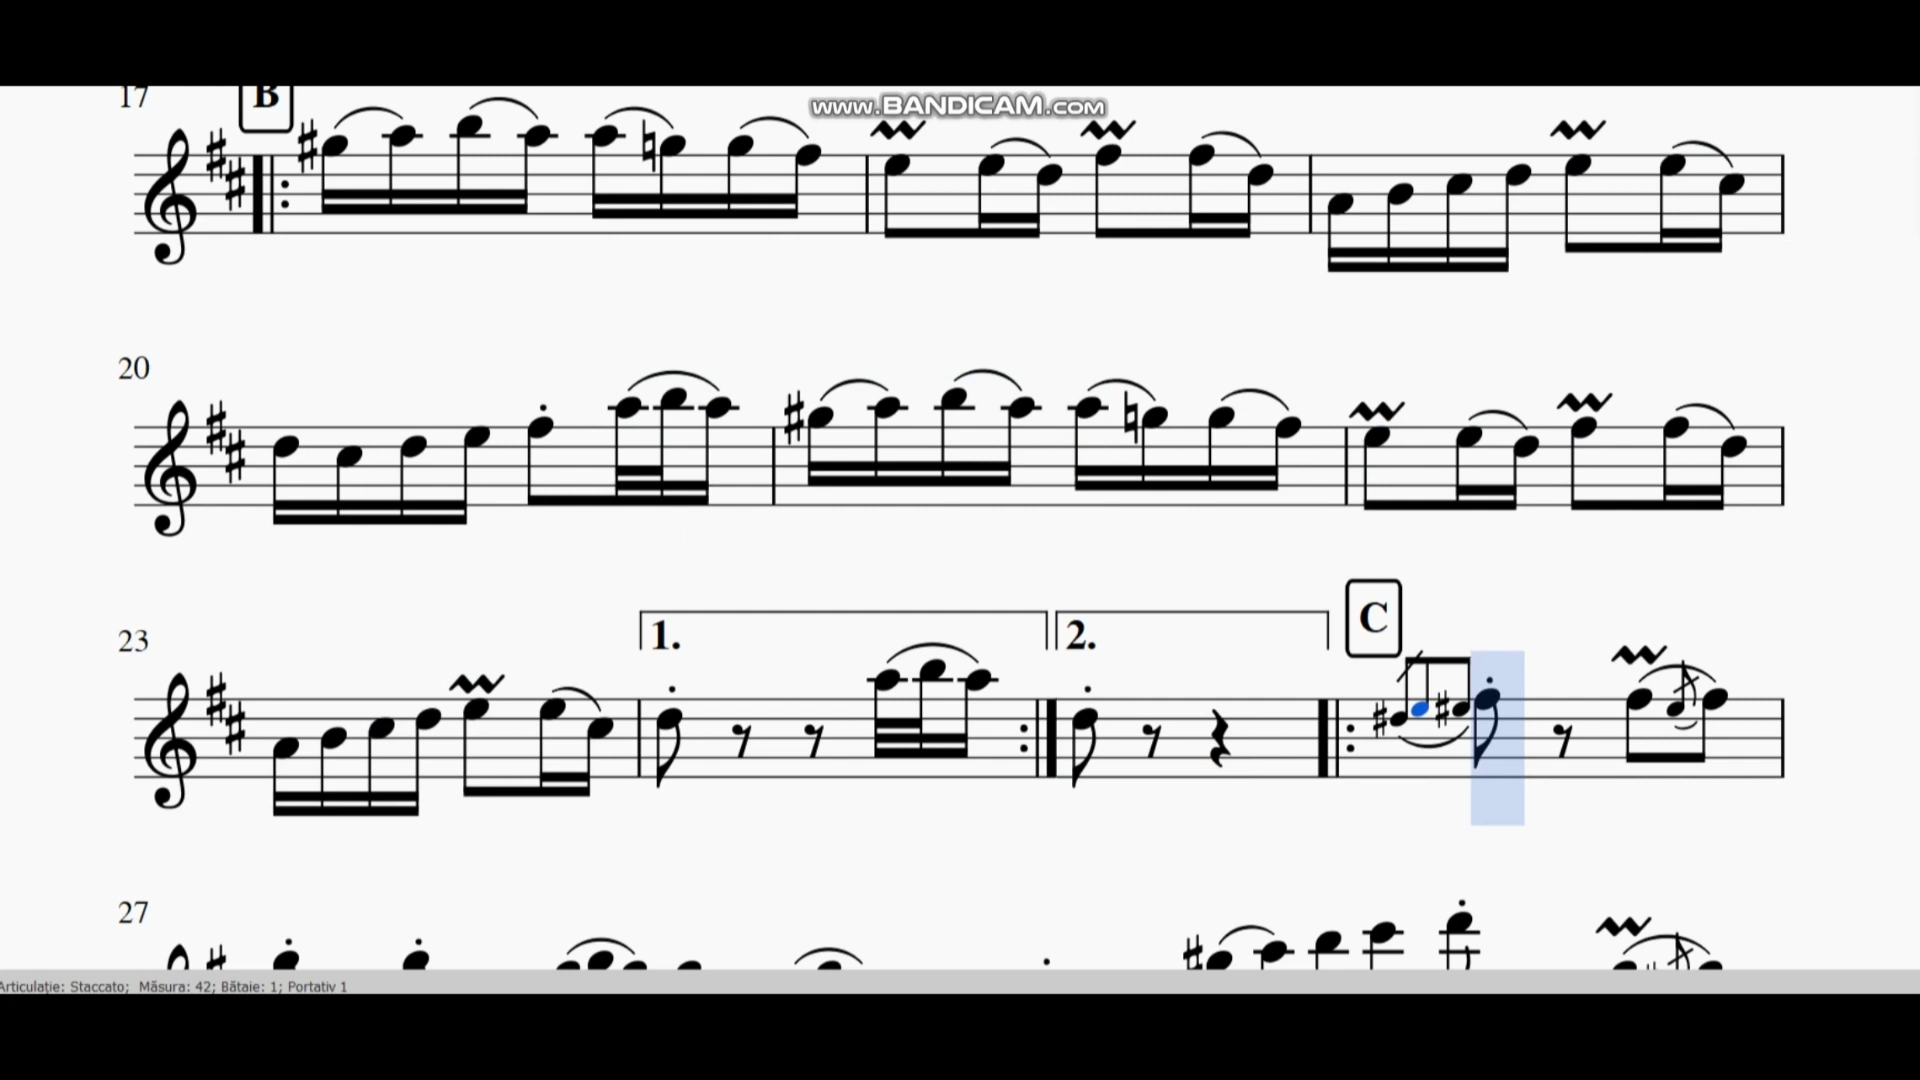 17
B
www.BANDICAM.com
20
23
1.
2.
C
27
Articulație: Staccato; Măsura: 42; Bătaie: 1; Portativ 1